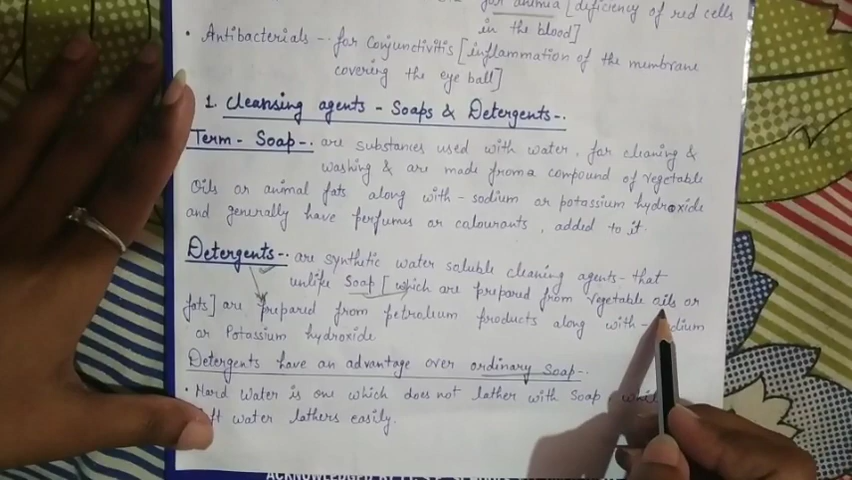 for animia [deficiency of red cells
in the blood]
• Antibacterials -. for Conjunctivitis [inflammation of the membrane
covering the eye ball]
1. Cleansing agents - Soaps & Detergents-.
Term - Soap -. are substances used with water, for cleaning &
washing & are made from a compound of vegetable
Oils or animal fats along with - sodium or potassium hydroxide
and generally have perfumes or colourants, added to it.
Detergents -. are synthetic water soluble cleaning agents - that
unlike Soap [which are prepared from vegetable oils or
fats] are prepared from petroleum products along with -
or Potassium hydroxide
Detergents have an advantage over ordinary Soap -.
• Hard Water is one which does not lather with Soap,
water lathers easily.